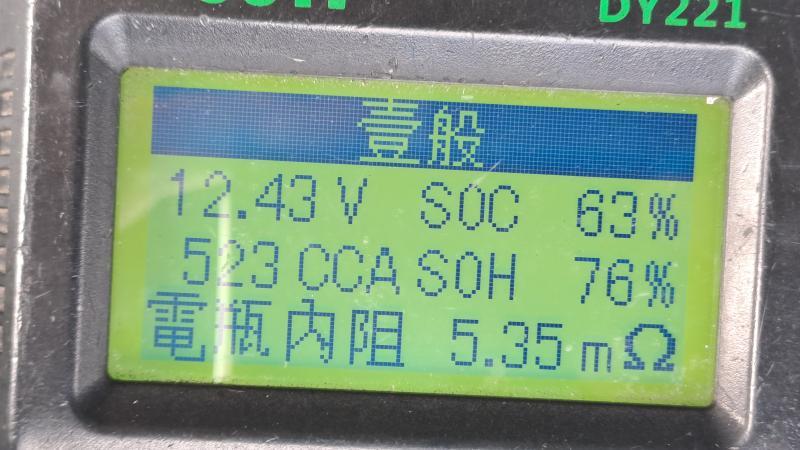 DY221
壹般
12.43 V SOC 63%
523 CCA SOH 76%
電瓶內阻 5.35 mΩ